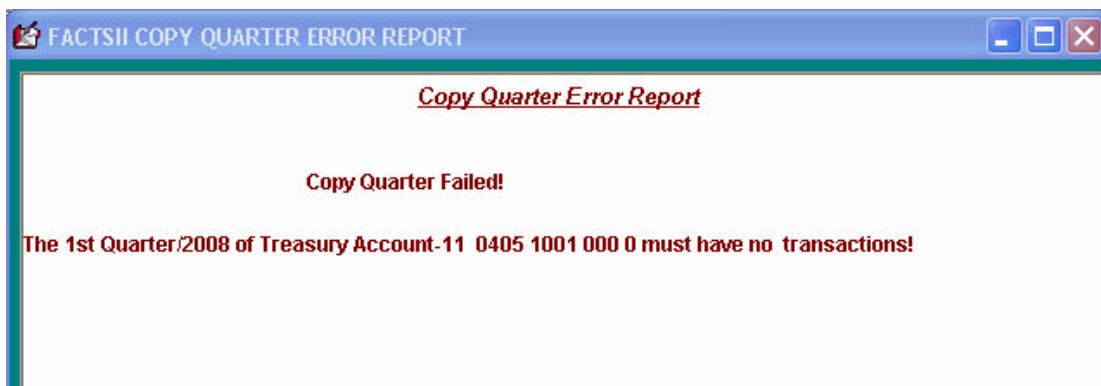 FACTSII COPY QUARTER ERROR REPORT
Copy Quarter Error Report
Copy Quarter Failed!
The 1st Quarter/2008 of Treasury Account-11 0405 1001 000 0 must have no transactions!